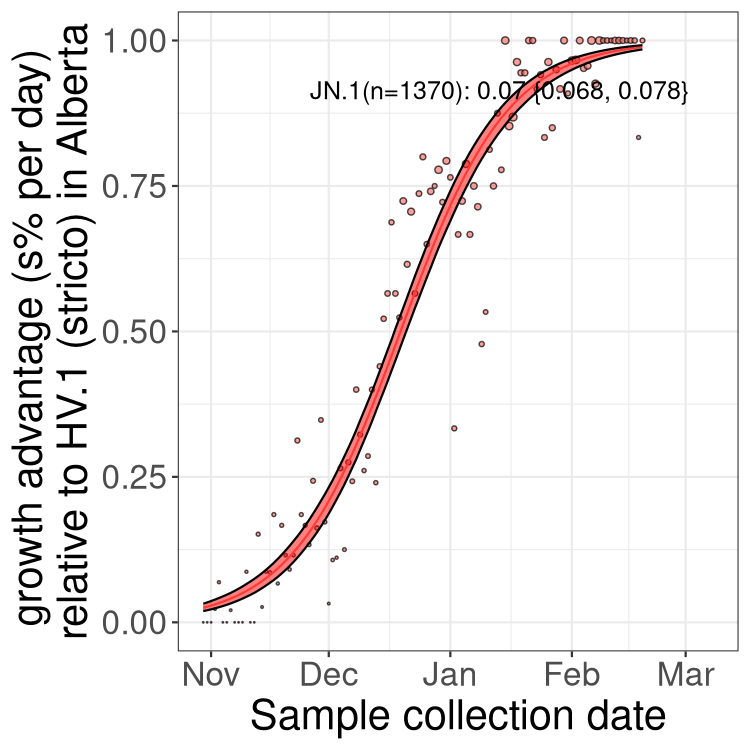 growth advantage (s% per day)
relative to HV.1 (stricto) in Alberta
1.00
0.75
0.50
0.25
0.00
JN.1(n=1370): 0.07 {0.068, 0.078}
Nov Dec Jan Feb Mar
Sample collection date